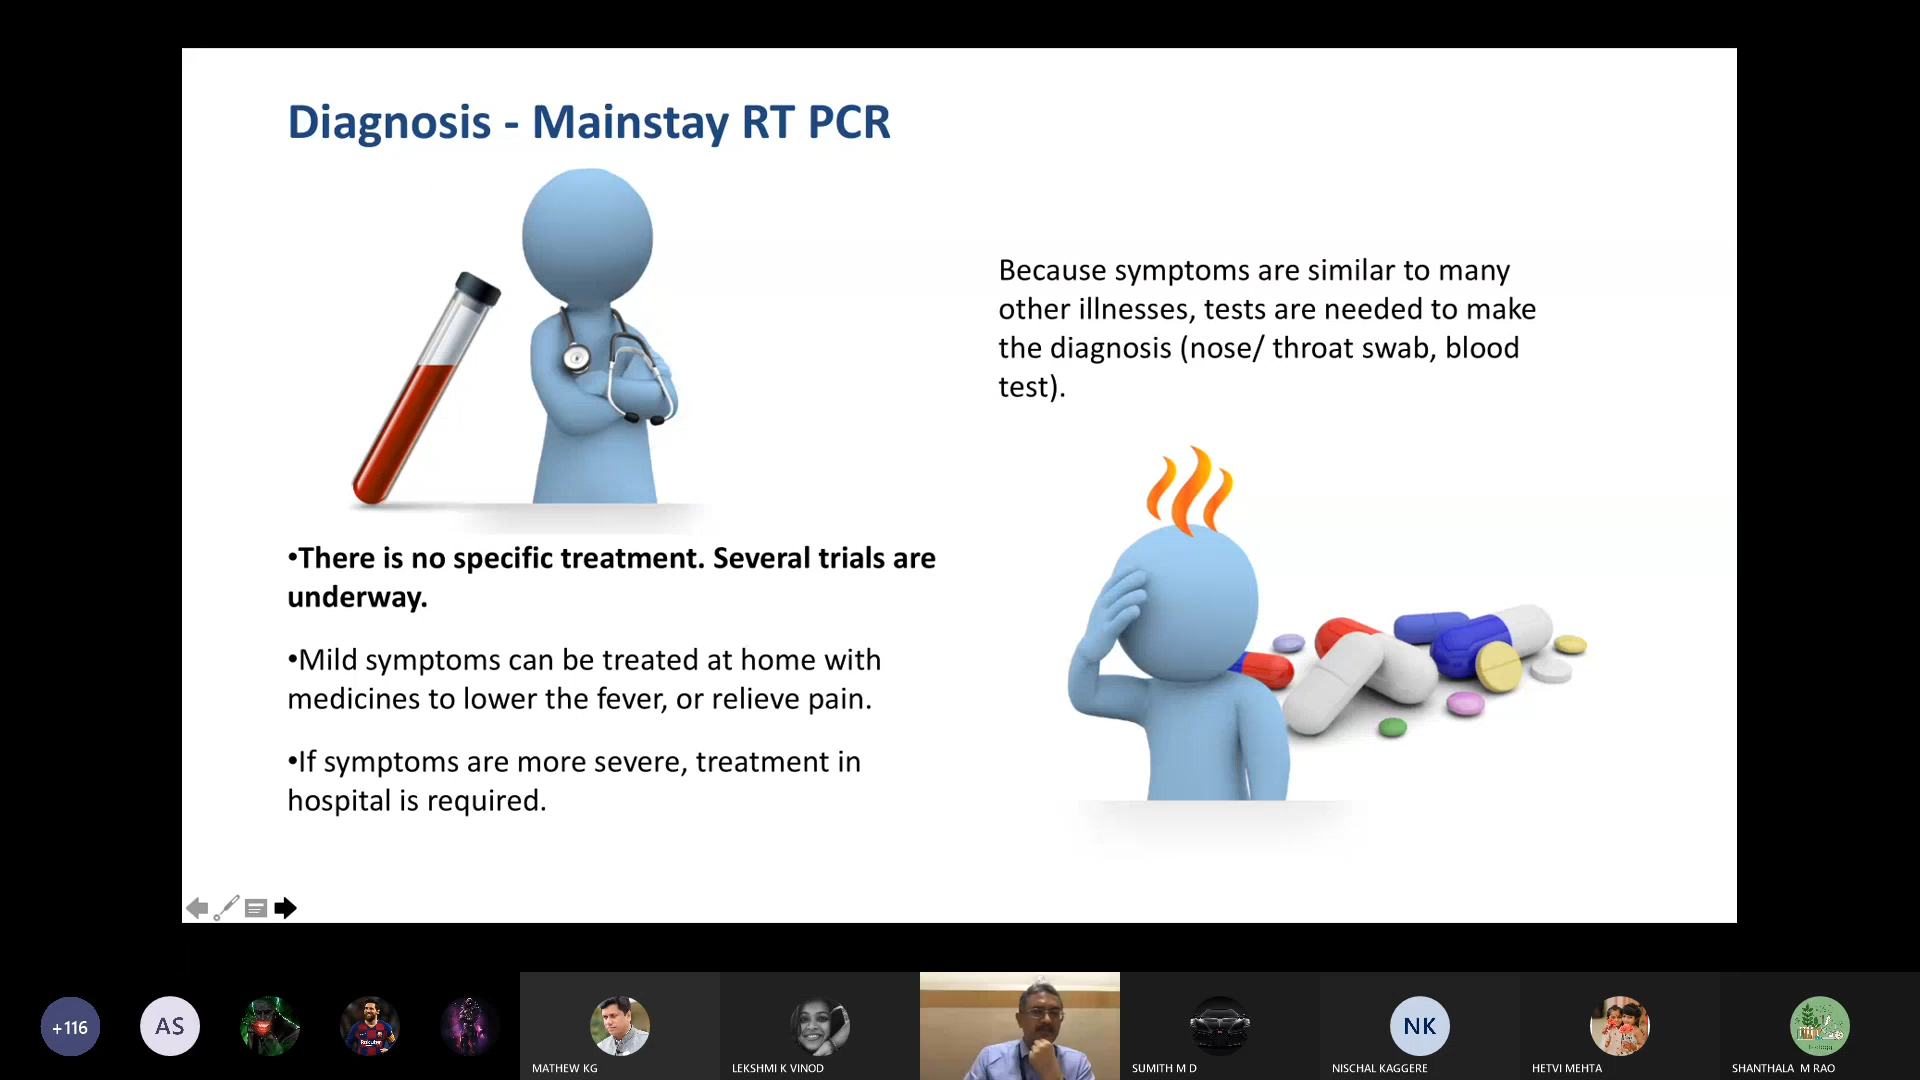 Diagnosis - Mainstay RT PCR
Because symptoms are similar to many
other illnesses, tests are needed to make
the diagnosis (nose/ throat swab, blood
test).
•There is no specific treatment. Several trials are
underway.
•Mild symptoms can be treated at home with
medicines to lower the fever, or relieve pain.
•If symptoms are more severe, treatment in
hospital is required.
+116
AS
NK
MATHEW KG
LEKSHMI K VINOD
SUMITH M D
NISCHAL KAGGERE
HETVI MEHTA
SHANTHALA M RAO